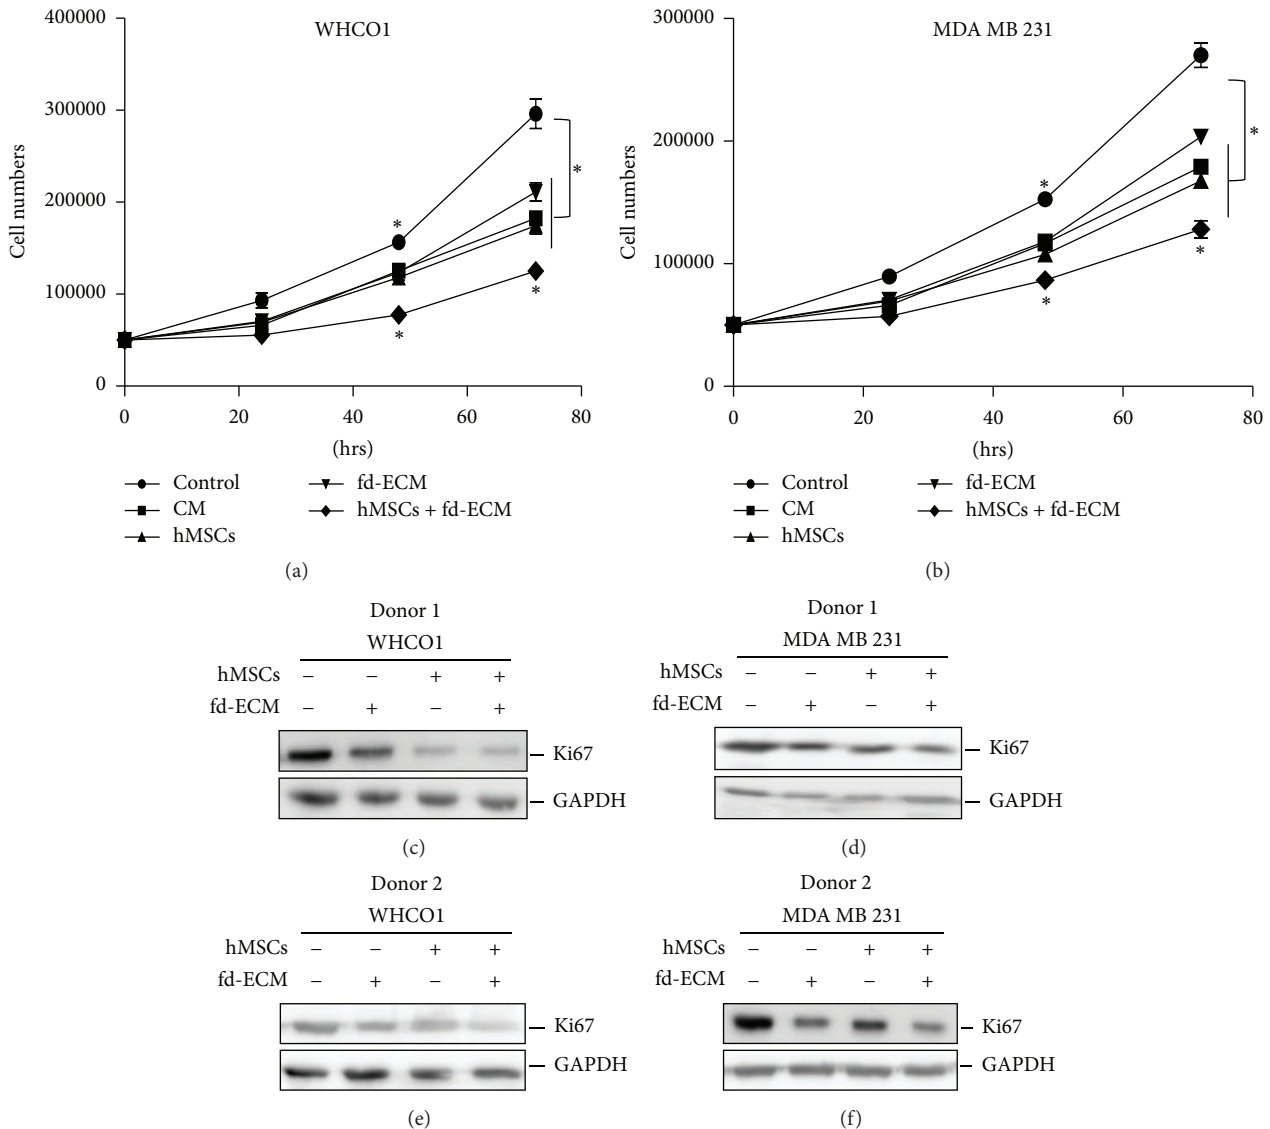 WHCO1
400000
300000
200000
100000
0
Cell numbers
*
*
*
*
0 20 40 60 80
(hrs)
Control
CM
hMSCs
fd-ECM
hMSCs + fd-ECM
(a)
MDA MB 231
300000
200000
100000
0
Cell numbers
*
*
*
*
0 20 40 60 80
(hrs)
Control
CM
hMSCs
fd-ECM
hMSCs + fd-ECM
(b)
Donor 1
WHCO1
hMSCs − − + +
fd-ECM − + − +
Ki67
GAPDH
(c)
Donor 1
MDA MB 231
hMSCs − − + +
fd-ECM − + − +
Ki67
GAPDH
(d)
Donor 2
WHCO1
hMSCs − − + +
fd-ECM − + − +
Ki67
GAPDH
(e)
Donor 2
MDA MB 231
hMSCs − − + +
fd-ECM − + − +
Ki67
GAPDH
(f)